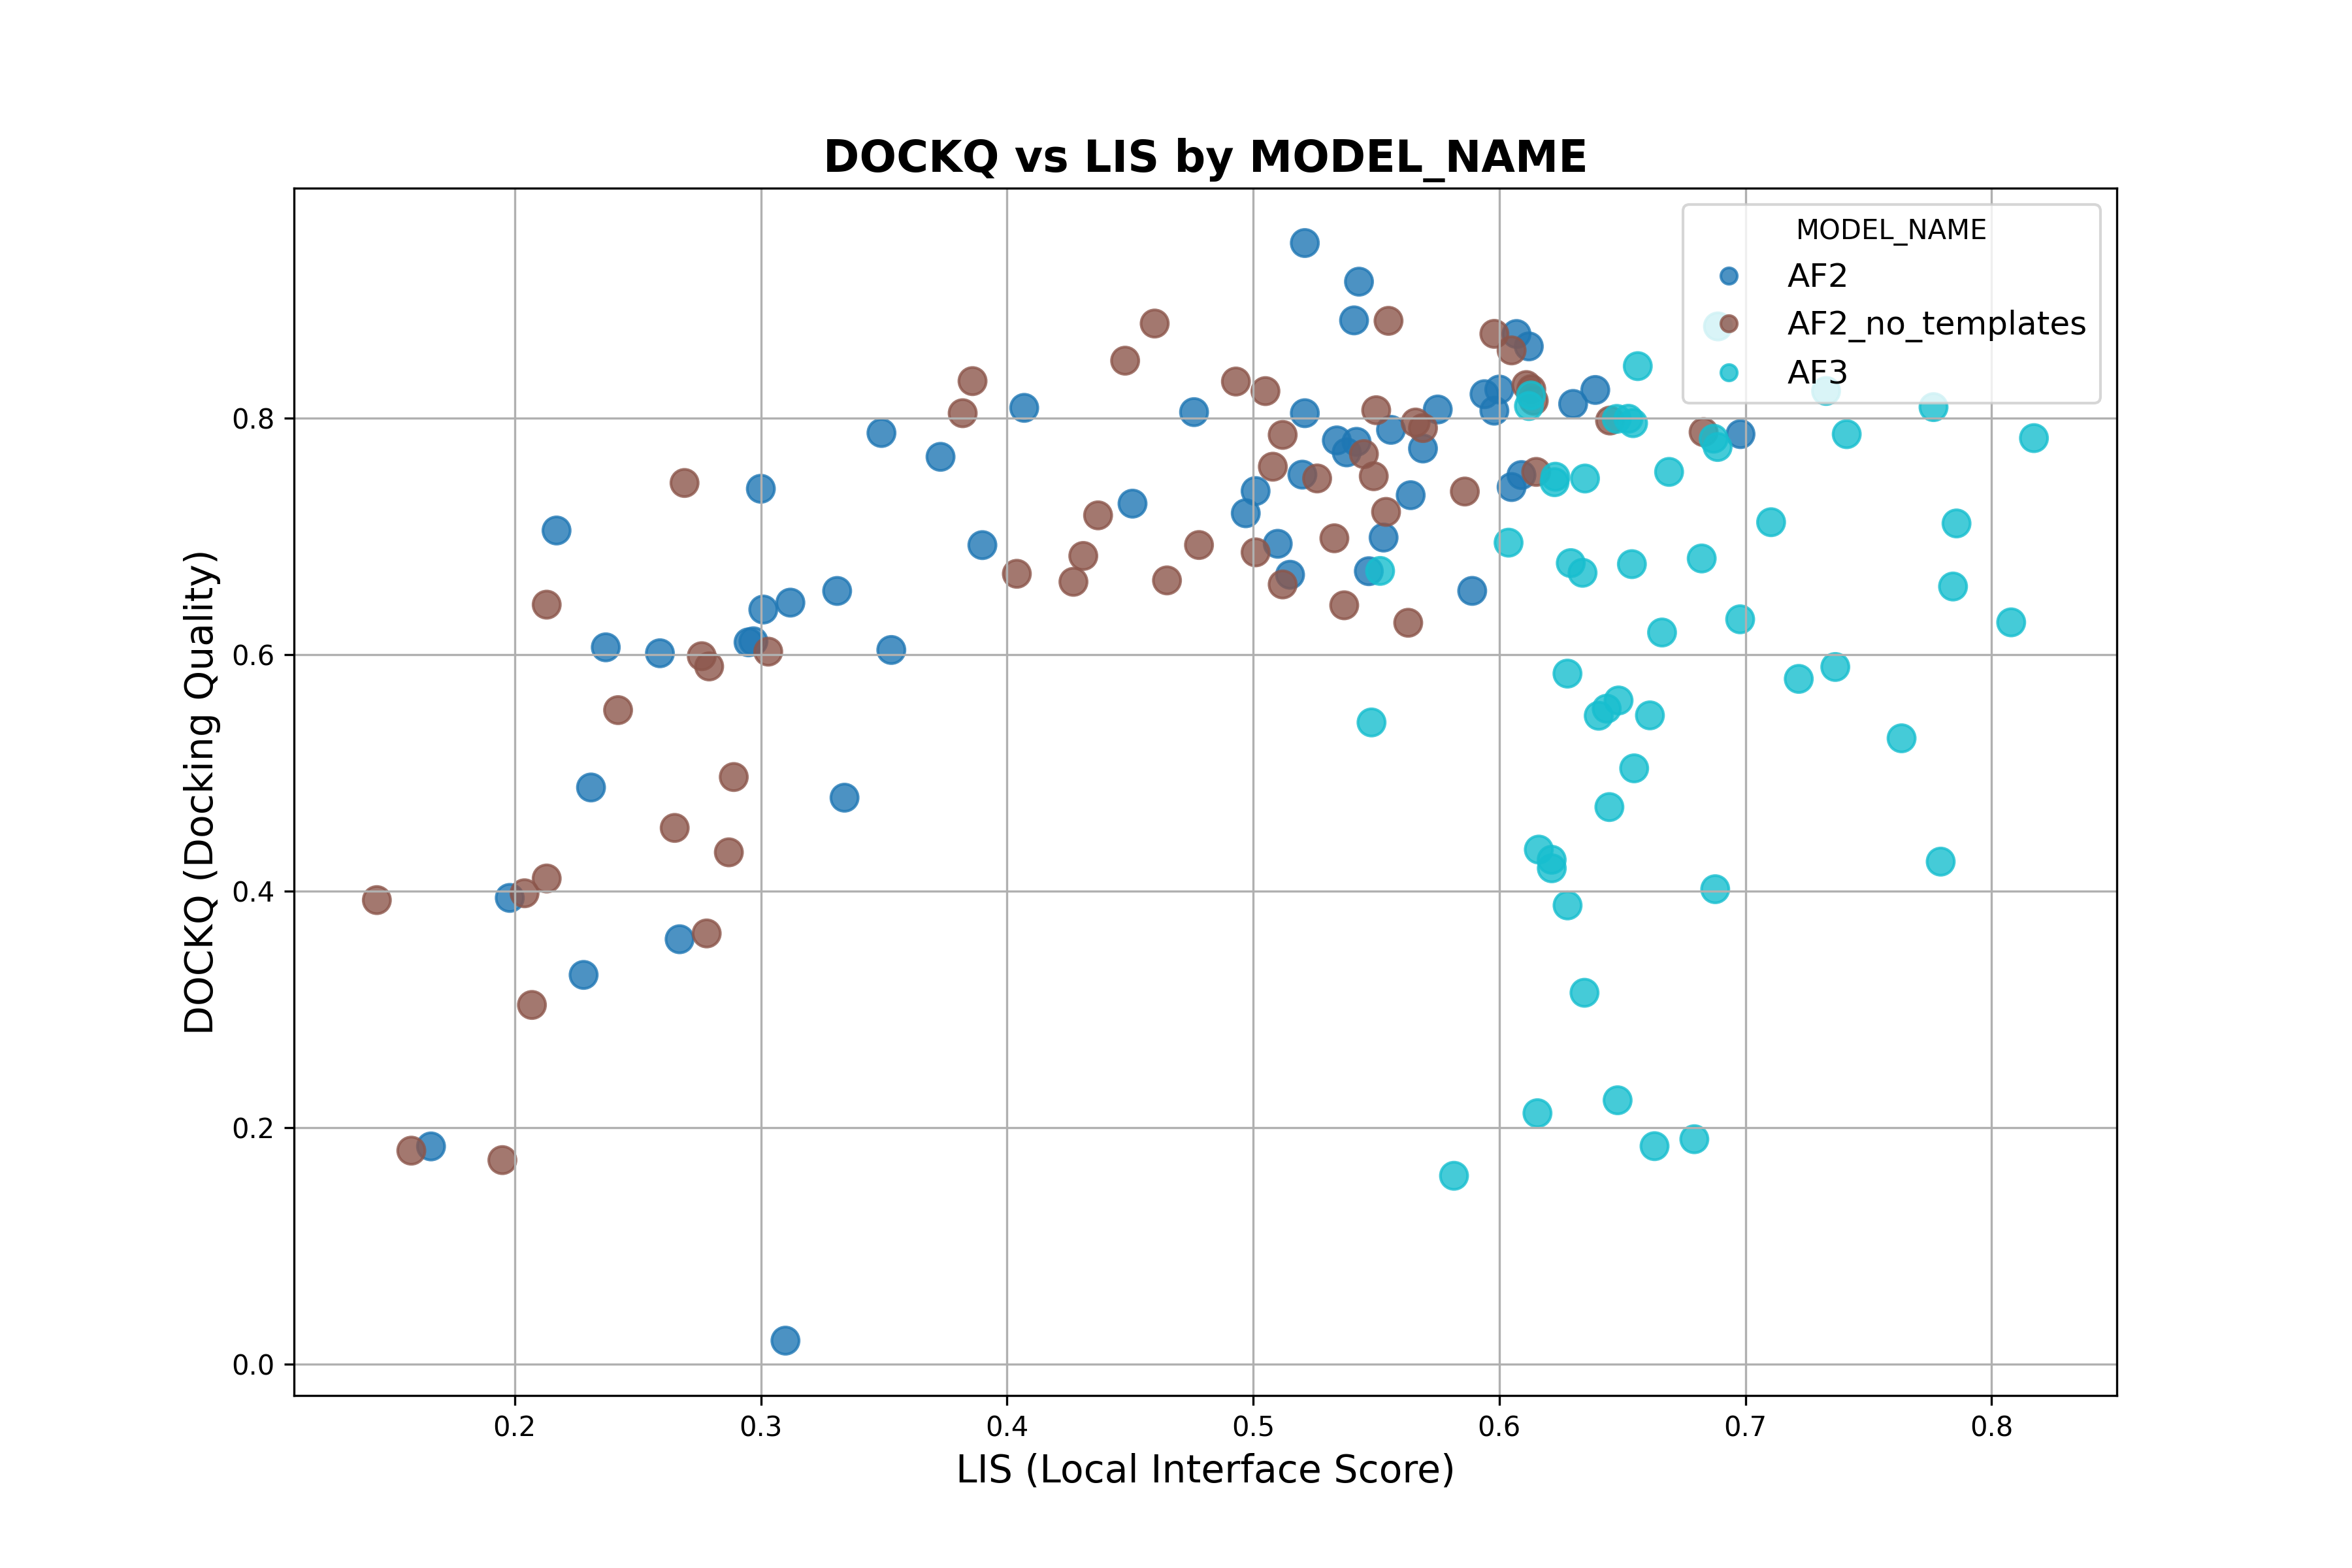 DOCKQ vs LIS by MODEL_NAME
MODEL_NAME
AF2
AF2_no_templates
AF3
DOCKQ (Docking Quality)
0.8
0.6
0.4
0.2
0.0
0.2
0.3
0.4
0.5
0.6
0.7
0.8
LIS (Local Interface Score)